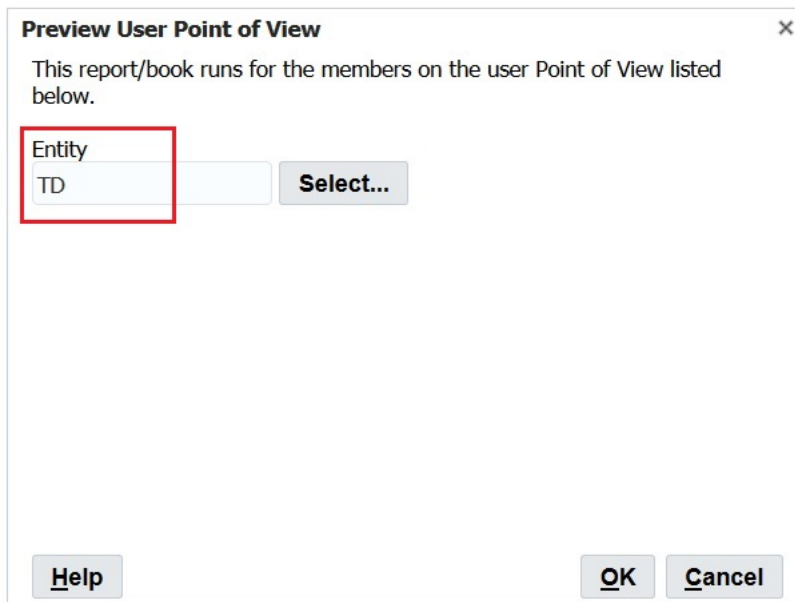 Preview User Point of View
This report/book runs for the members on the user Point of View listed
below.
Entity
TD
Select...
Help
OK
Cancel